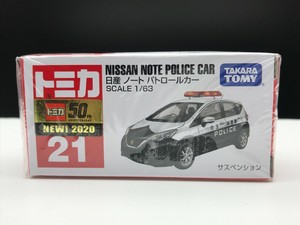 トミカ
トミカ
50th
NEW! 2020
21
NISSAN NOTE POLICE CAR
日産 ノート パトロールカー
SCALE 1/63
TAKARA
TOMY
POLICE
サスペンション